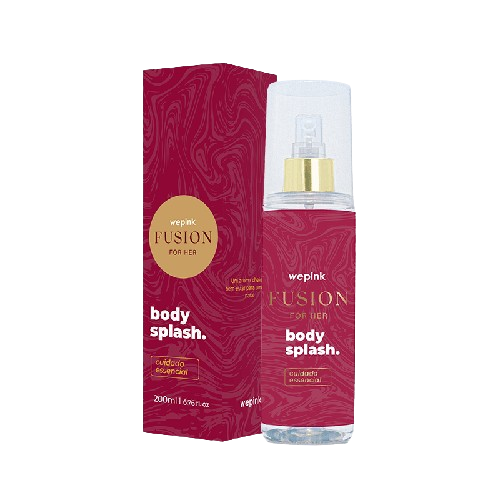 wepink
FUSION
FOR HER
body
splash.
cuidado
essencial
200ml | 6.76 fl.oz
wepink
wepink
FUSION
FOR HER
body
splash.
cuidado
essencial